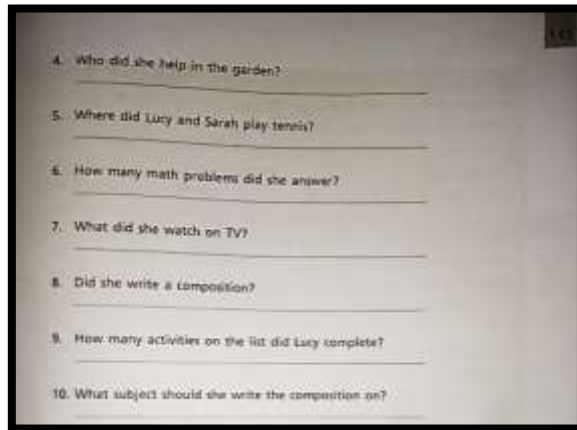 4. Who did she help in the garden?
5. Where did Lucy and Sarah play tennis?
6. How many math problems did she answer?
7. What did she watch on TV?
8. Did she write a composition?
9. How many activities on the list did Lucy complete?
10. What subject should she write the composition on?